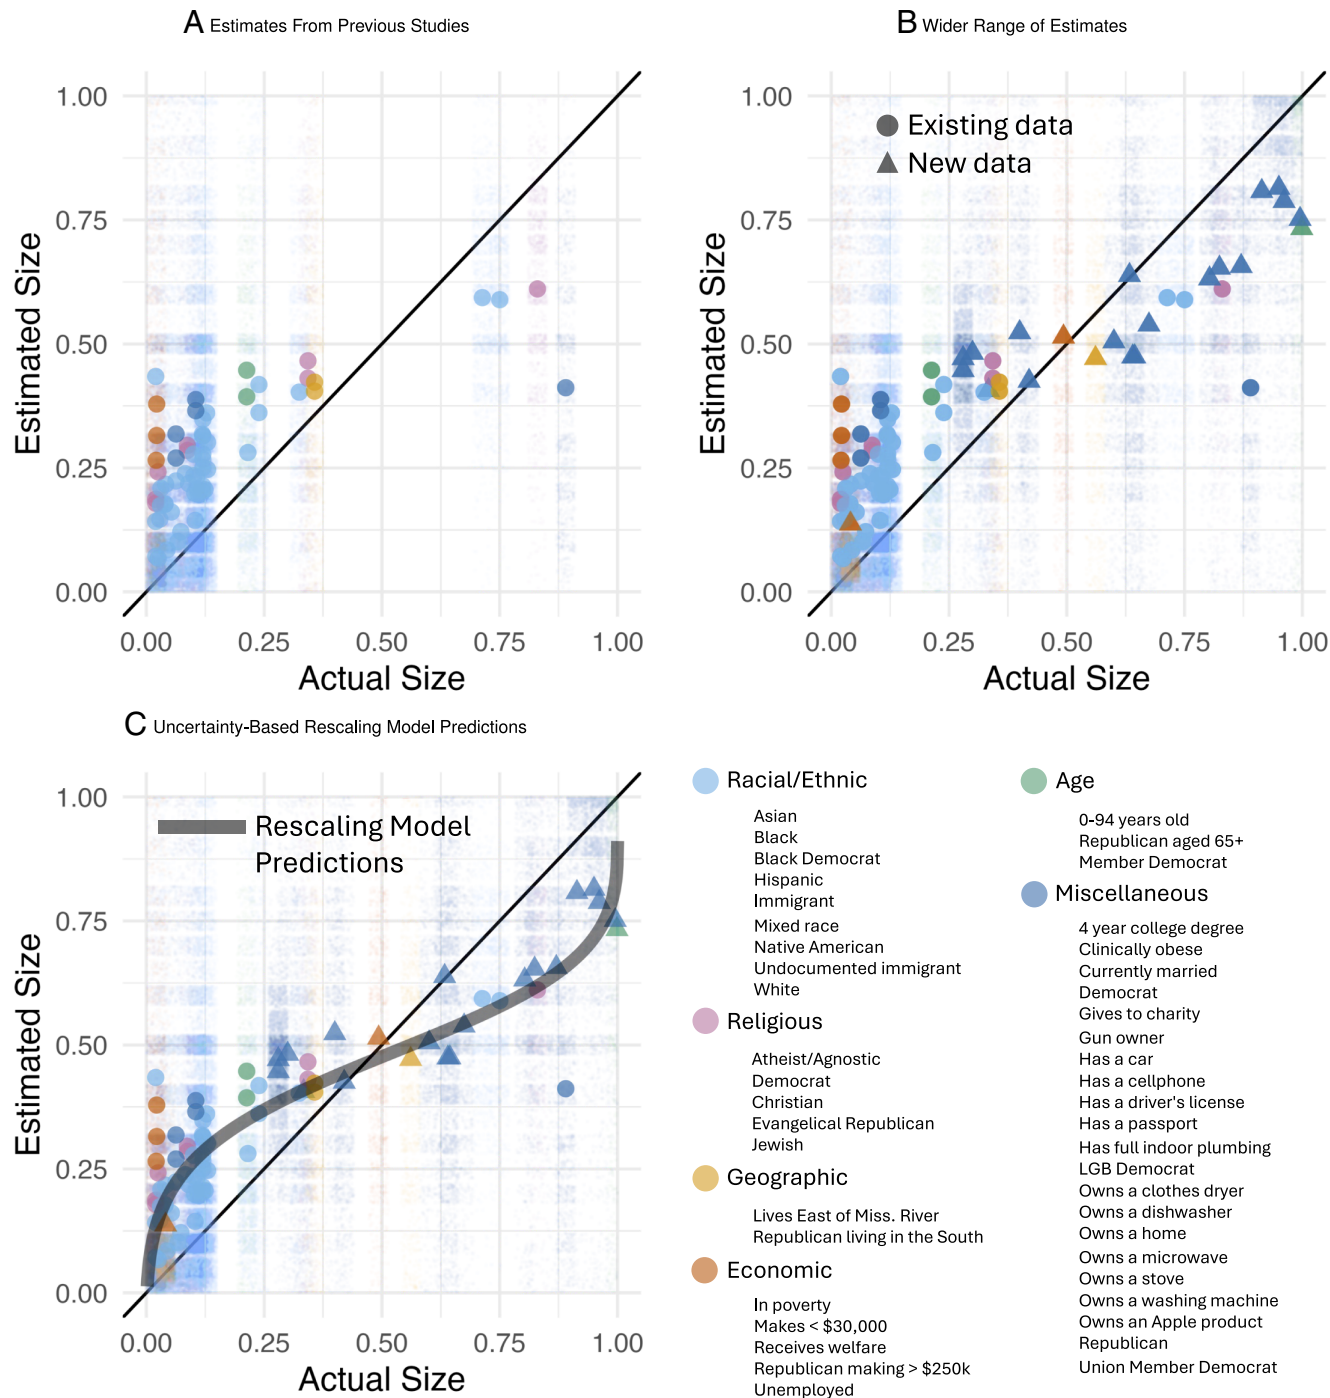 A Estimates From Previous Studies
1.00
0.75
0.50
0.25
0.00
Estimated Size
0.00 0.25 0.50 0.75 1.00
Actual Size
B Wider Range of Estimates
Existing data
New data
1.00
0.75
0.50
0.25
0.00
Estimated Size
0.00 0.25 0.50 0.75 1.00
Actual Size
C Uncertainty-Based Rescaling Model Predictions
Rescaling Model
Predictions
1.00
0.75
0.50
0.25
0.00
Estimated Size
0.00 0.25 0.50 0.75 1.00
Actual Size
Racial/Ethnic
Asian
Black
Black Democrat
Hispanic
Immigrant
Mixed race
Native American
Undocumented immigrant
White
Religious
Atheist/Agnostic
Democrat
Christian
Evangelical Republican
Jewish
Geographic
Lives East of Miss. River
Republican living in the South
Economic
In poverty
Makes < $30,000
Receives welfare
Republican making > $250k
Unemployed
Age
0-94 years old
Republican aged 65+
Member Democrat
Miscellaneous
4 year college degree
Clinically obese
Currently married
Democrat
Gives to charity
Gun owner
Has a car
Has a cellphone
Has a driver's license
Has a passport
Has full indoor plumbing
LGB Democrat
Owns a clothes dryer
Owns a dishwasher
Owns a home
Owns a microwave
Owns a stove
Owns a washing machine
Owns an Apple product
Republican
Union Member Democrat